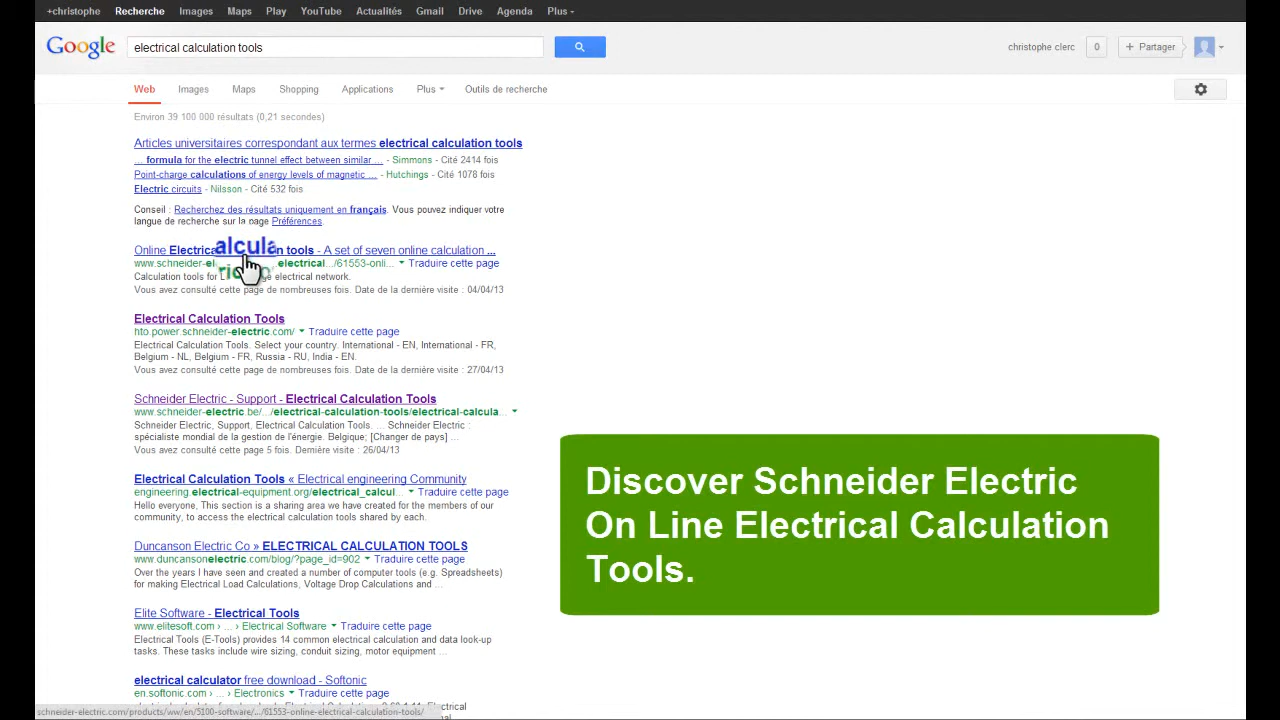 +christophe Recherche Images Maps Play YouTube Actualités Gmail Drive Agenda Plus
Google electrical calculation tools christophe clerc 0 + Partager
Web Images Maps Shopping Applications Plus Outils de recherche
Environ 39 100 000 résultats (0,21 secondes)
Articles universitaires correspondant aux termes electrical calculation tools
... formula for the electric tunnel effect between similar ... - Simmons - Cité 2414 fois
Point-charge calculations of energy levels of magnetic ... - Hutchings - Cité 1078 fois
Electric circuits - Nilsson - Cité 532 fois
Conseil : Recherchez des résultats uniquement en français. Vous pouvez indiquer votre
langue de recherche sur la page Préférences.
Online Electrica alcula n tools - A set of seven online calculation ...
www.schneider-el .electrical.../61553-onli... Traduire cette page
Calculation tools for electrical network.
Vous avez consulté cette page de nombreuses fois. Date de la dernière visite : 04/04/13
Electrical Calculation Tools
hto.power.schneider-electric.com/ Traduire cette page
Electrical Calculation Tools. Select your country. International - EN, International - FR,
Belgium - NL, Belgium - FR, Russia - RU, India - EN.
Vous avez consulté cette page de nombreuses fois. Date de la dernière visite : 27/04/13
Schneider Electric - Support - Electrical Calculation Tools
www.schneider-electric.be/.../electrical-calculation-tools/electrical-calcula...
Schneider Electric, Support, Electrical Calculation Tools. ... Schneider Electric :
spécialiste mondial de la gestion de l'énergie. Belgique; [Changer de pays] ...
Vous avez consulté cette page 5 fois. Dernière visite : 26/04/13
Electrical Calculation Tools « Electrical engineering Community
engineering.electrical-equipment.org/electrical_calcul... Traduire cette page
Hello everyone, This section is a sharing area we have created for the members of our
community, to access the electrical calculation tools shared by each.
Duncanson Electric Co » ELECTRICAL CALCULATION TOOLS
www.duncansonelectric.com/blog/?page_id=902 Traduire cette page
Over the years I have seen and created a number of computer tools (e.g. Spreadsheets)
for making Electrical Load Calculations, Voltage Drop Calculations and ...
Elite Software - Electrical Tools
www.elitesoft.com › ... › Electrical Software Traduire cette page
Electrical Tools (E-Tools) provides 14 common electrical calculation and data look-up
tasks. These tasks include wire sizing, conduit sizing, motor equipment ...
electrical calculator free download - Softonic
en.softonic.com › ... › Electronics Traduire cette page
schneider-electric.com/products/ww/en/5100-software/.../61553-online-electrical-calculation-tools/
Discover Schneider Electric
On Line Electrical Calculation
Tools.